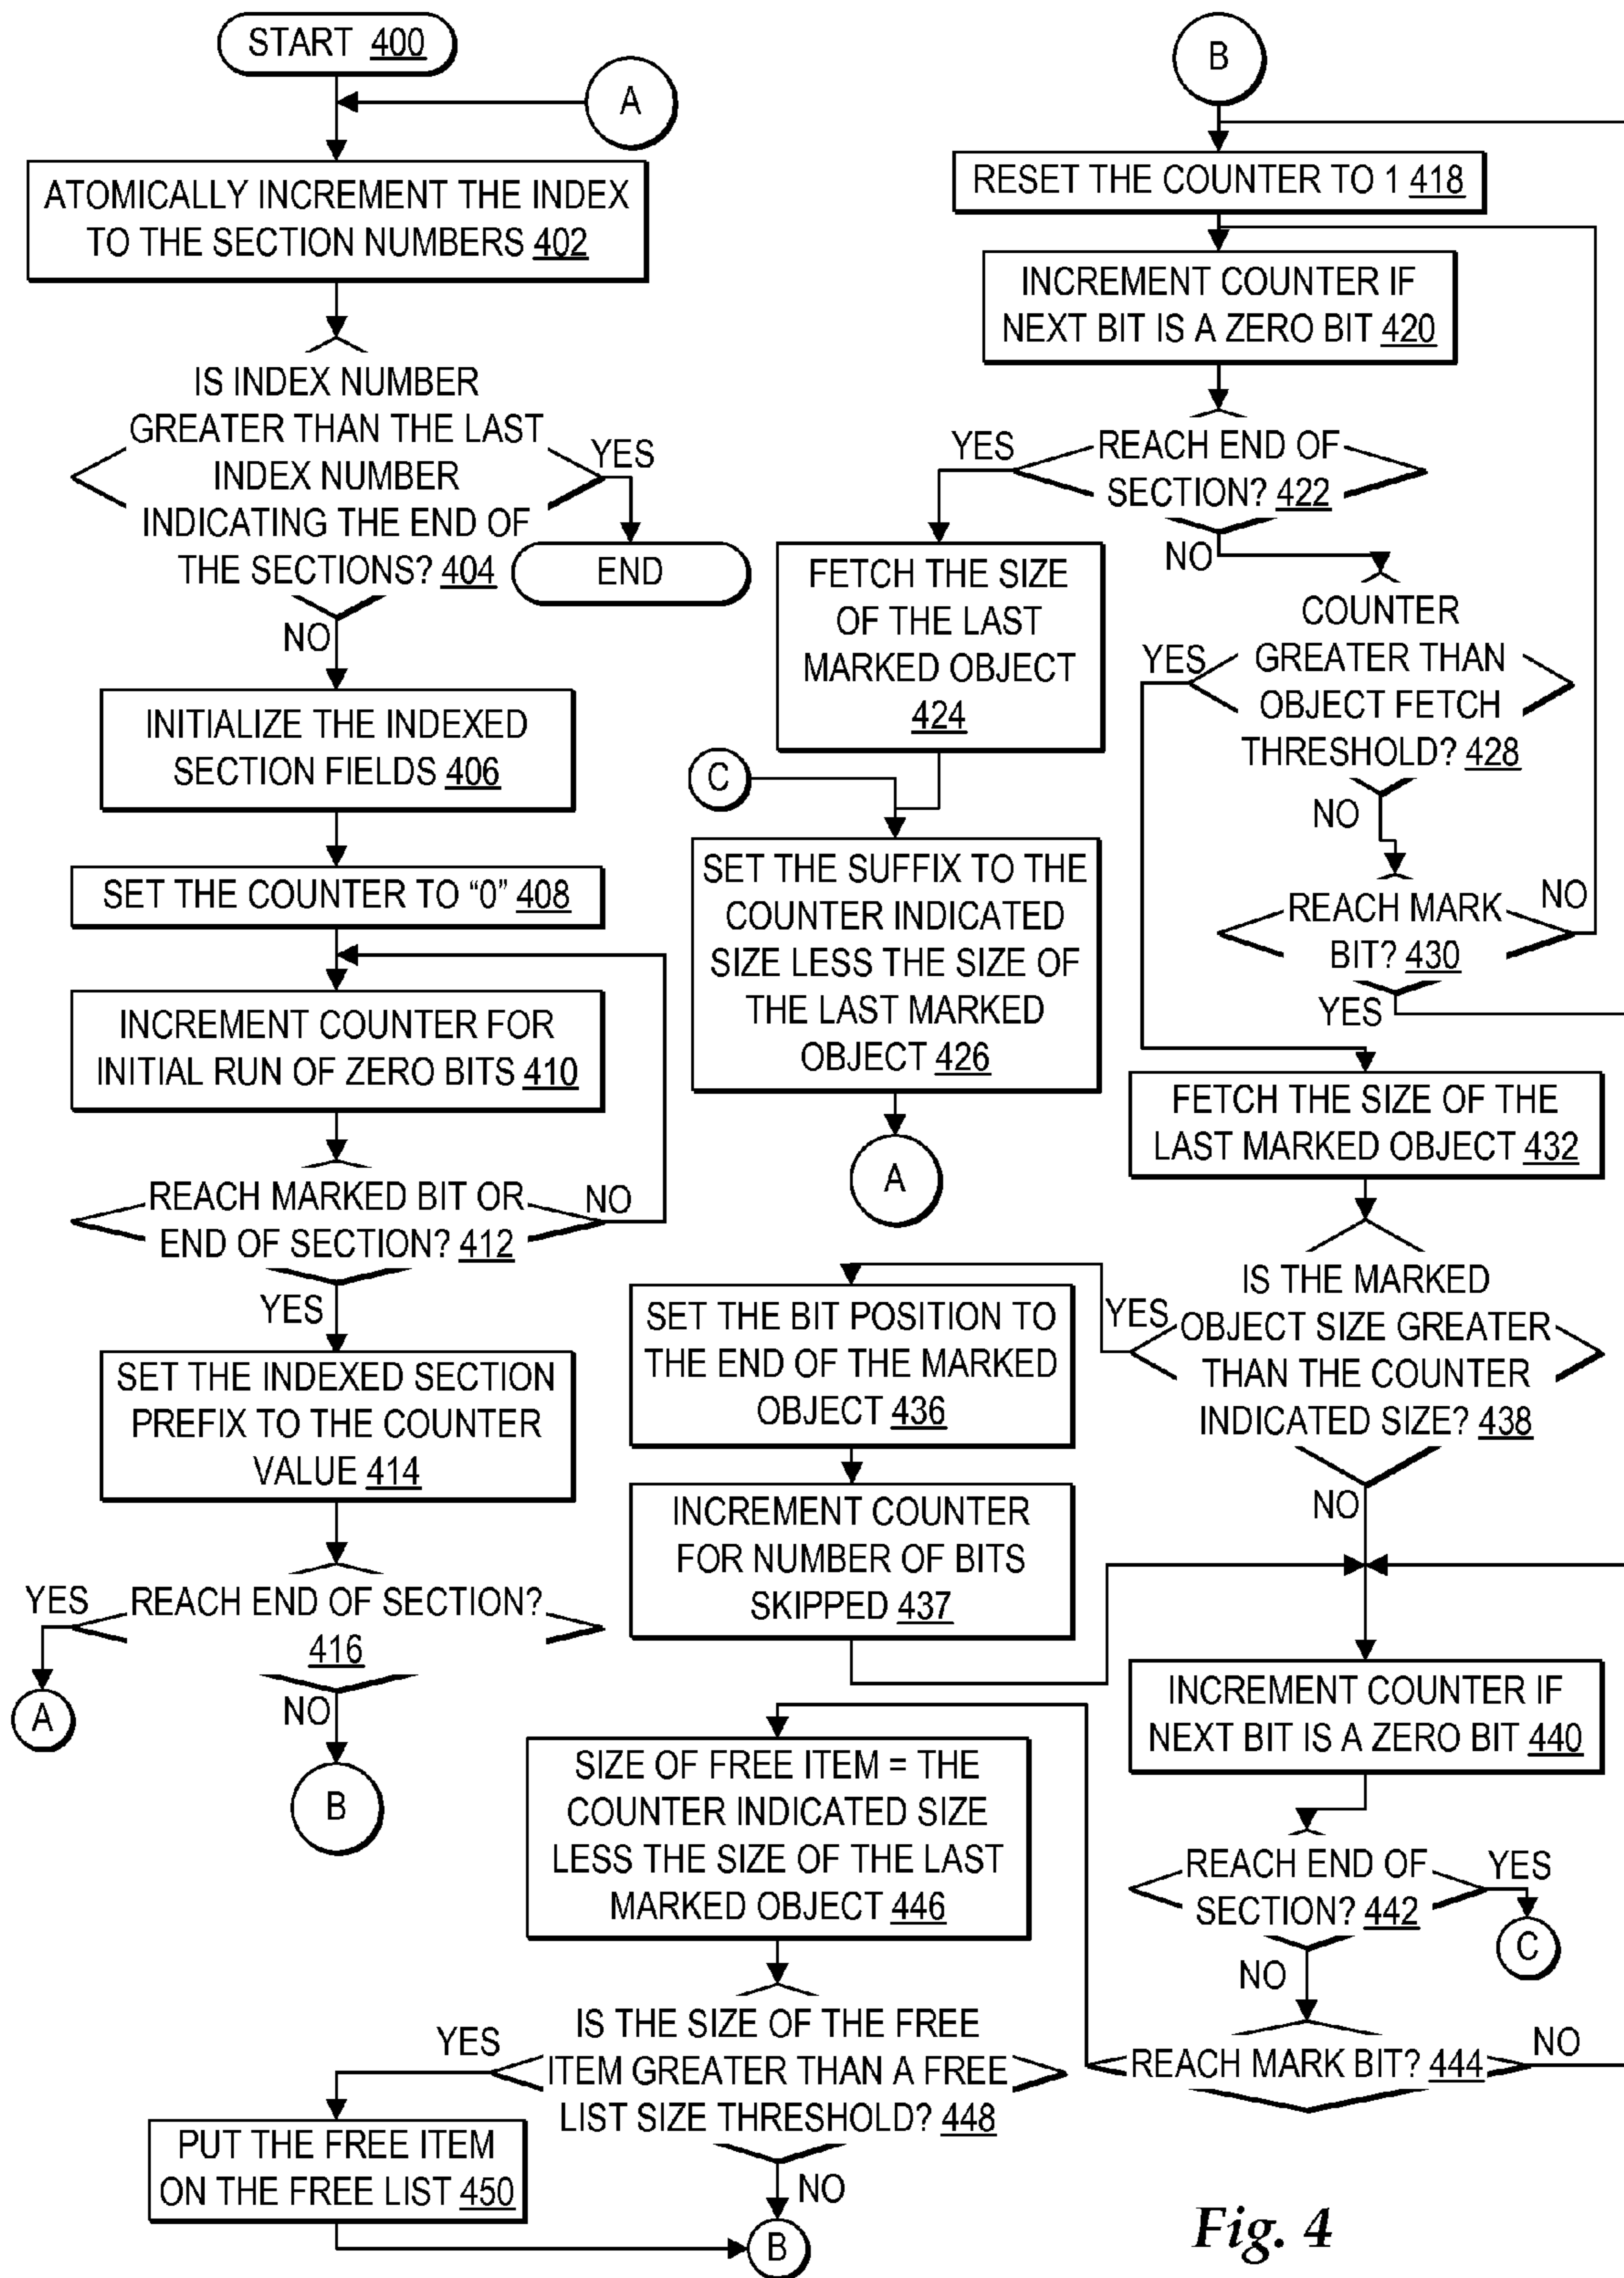 START 400
A
ATOMICALLY INCREMENT THE INDEX
TO THE SECTION NUMBERS 402
IS INDEX NUMBER
GREATER THAN THE LAST
INDEX NUMBER
INDICATING THE END OF
THE SECTIONS? 404
YES
END
NO
INITIALIZE THE INDEXED
SECTION FIELDS 406
SET THE COUNTER TO “0” 408
INCREMENT COUNTER FOR
INITIAL RUN OF ZERO BITS 410
REACH MARKED BIT OR
END OF SECTION? 412
NO
YES
SET THE INDEXED SECTION
PREFIX TO THE COUNTER
VALUE 414
YES
REACH END OF SECTION?
416
A
NO
B
B
RESET THE COUNTER TO 1 418
INCREMENT COUNTER IF
NEXT BIT IS A ZERO BIT 420
YES
REACH END OF
SECTION? 422
NO
FETCH THE SIZE
OF THE LAST
MARKED OBJECT
424
C
SET THE SUFFIX TO THE
COUNTER INDICATED
SIZE LESS THE SIZE OF
THE LAST MARKED
OBJECT 426
A
COUNTER
GREATER THAN
OBJECT FETCH
THRESHOLD? 428
YES
NO
REACH MARK
BIT? 430
NO
YES
FETCH THE SIZE OF THE
LAST MARKED OBJECT 432
IS THE MARKED
OBJECT SIZE GREATER
THAN THE COUNTER
INDICATED SIZE? 438
YES
NO
SET THE BIT POSITION TO
THE END OF THE MARKED
OBJECT 436
INCREMENT COUNTER
FOR NUMBER OF BITS
SKIPPED 437
INCREMENT COUNTER IF
NEXT BIT IS A ZERO BIT 440
REACH END OF
SECTION? 442
YES
C
NO
REACH MARK BIT? 444
NO
SIZE OF FREE ITEM = THE
COUNTER INDICATED SIZE
LESS THE SIZE OF THE LAST
MARKED OBJECT 446
IS THE SIZE OF THE FREE
ITEM GREATER THAN A FREE
LIST SIZE THRESHOLD? 448
YES
PUT THE FREE ITEM
ON THE FREE LIST 450
NO
B
Fig. 4